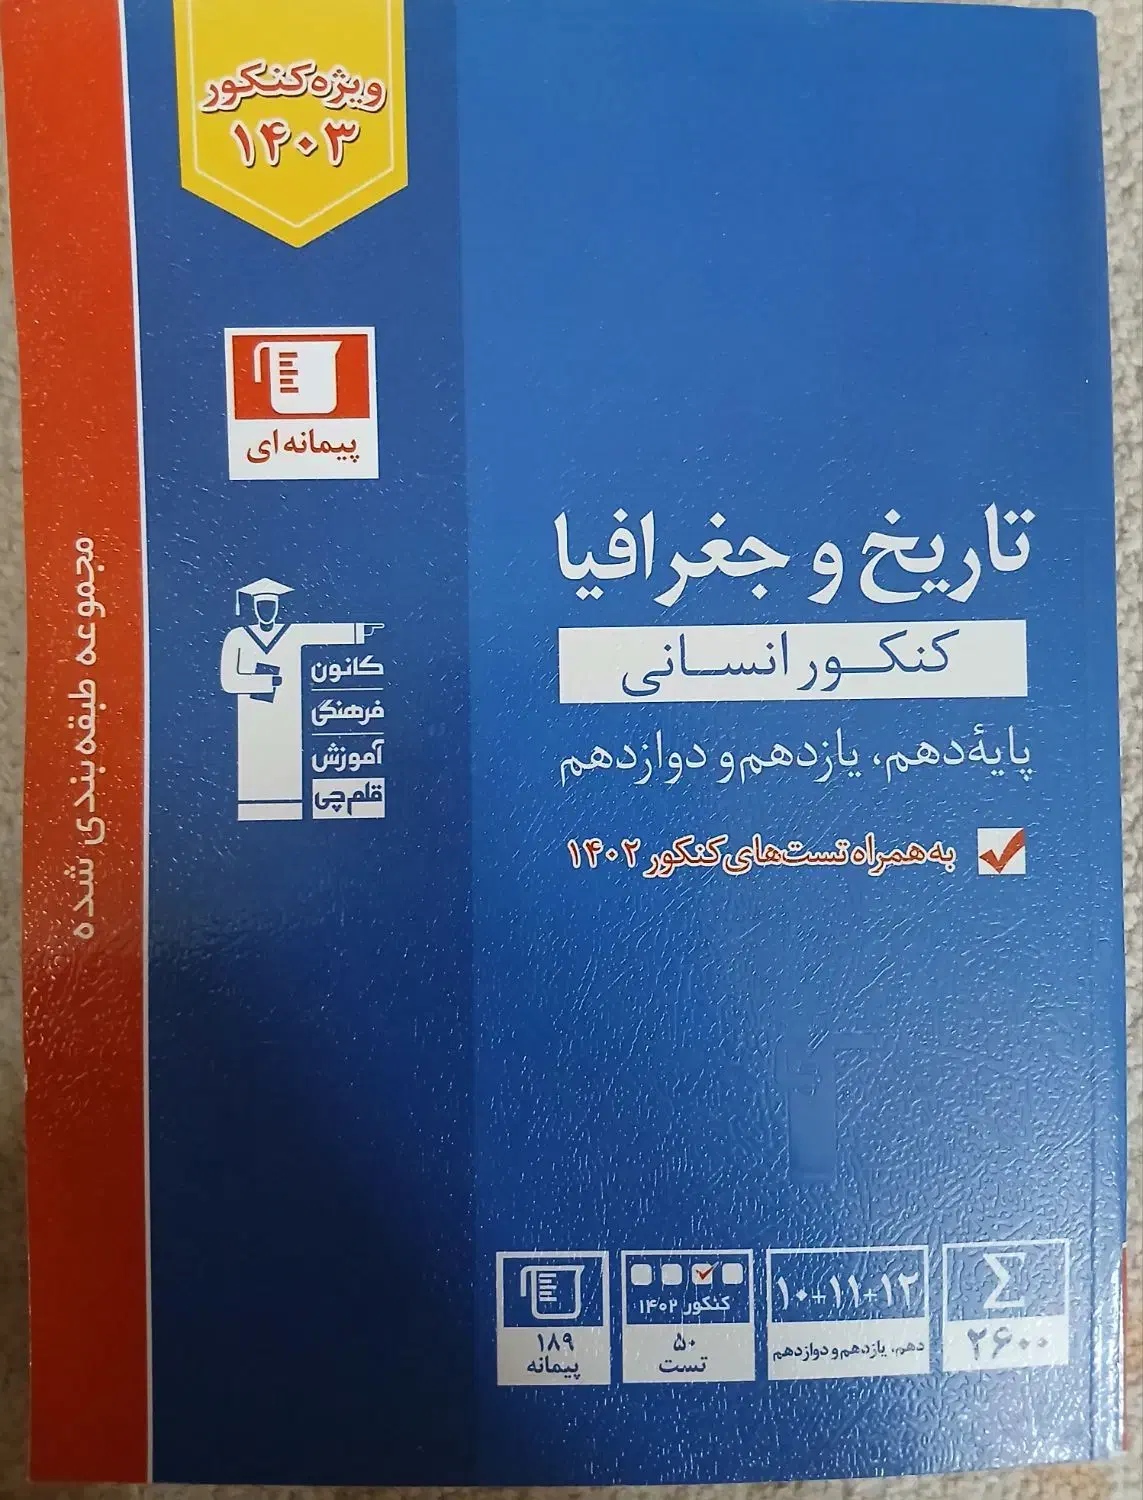 ویژه کنکور
۱۴۰۳
پیمانه‌ای
مجموعه طبقه‌بندی شده
کانون
فرهنگی
آموزش
قلم‌چی
تاریخ و جغرافیا
کنکور انسانی
پایهٔ دهم، یازدهم و دوازدهم
به همراه تست‌های کنکور ۱۴۰۲
Σ
۲۶۰۰
۱۰+۱۱+۱۲
دهم، یازدهم و دوازدهم
کنکور ۱۴۰۲
۵۰
تست
۱۸۹
پیمانه